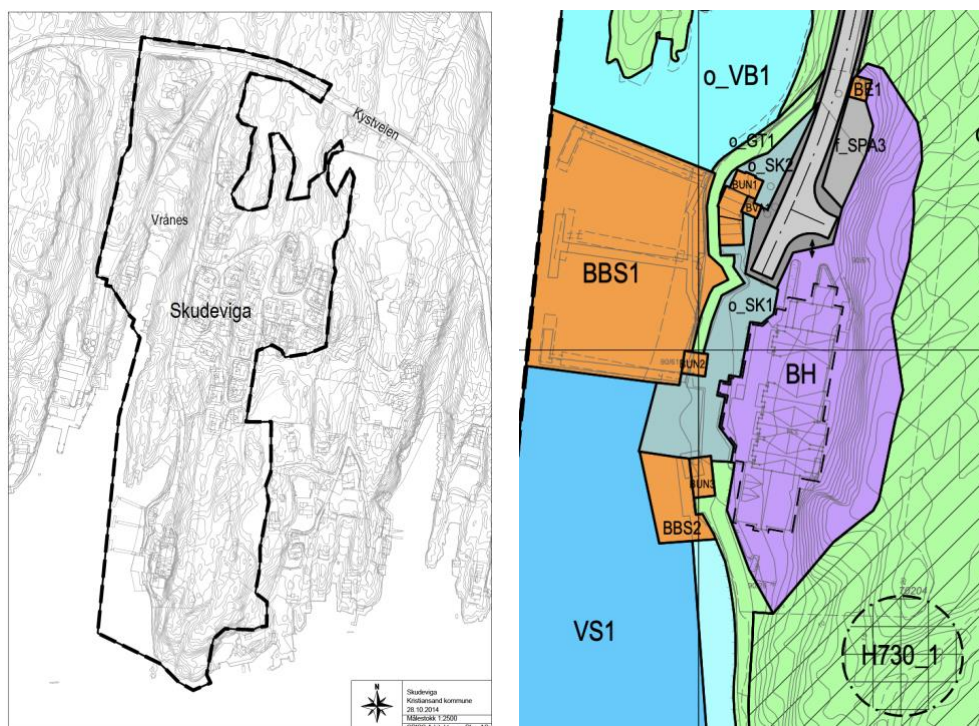 Kystveien
Vrånes
Skudeviga
N
Skudeviga
Kristiansand kommune
28.10.2014
Målestokk 1:2500
o_VB1
BE1
o_GT1
f_SPA3
o_SK2
BUN1
BBS1
o_SK1
BUN2
BH
BUN3
BBS2
VS1
H730_1